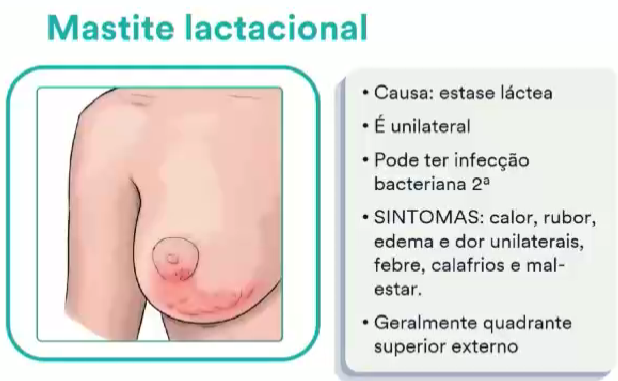 Mastite lactacional
• Causa: estase láctea
• É unilateral
• Pode ter infecção
bacteriana 2ª
• SINTOMAS: calor, rubor,
edema e dor unilaterais,
febre, calafrios e mal-
estar.
• Geralmente quadrante
superior externo